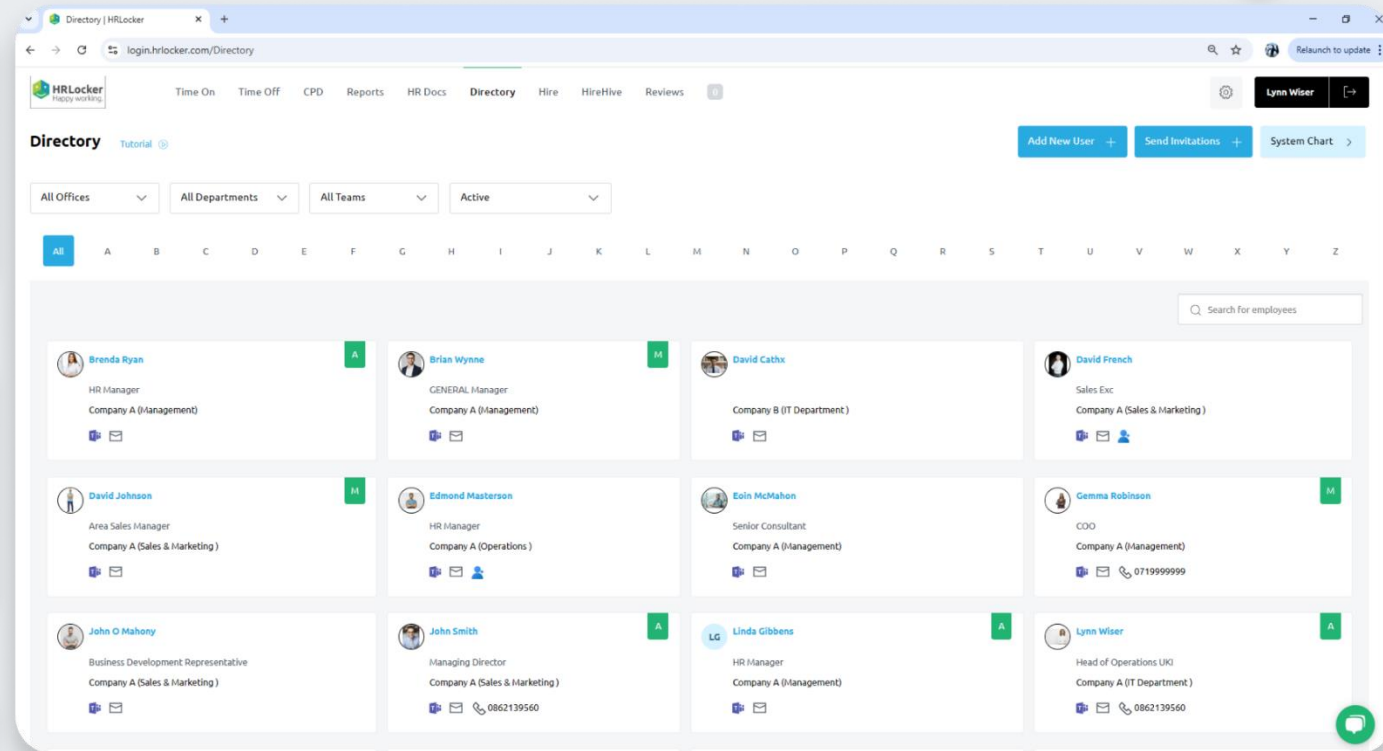 Directory | HRLocker
login.hrlocker.com/Directory
Relaunch to update
HRLocker
Happy working.
Time On Time Off CPD Reports HR Docs Directory Hire HireHive Reviews 0
Lynn Wiser
Directory Tutorial
Add New User + Send Invitations + System Chart >
All Offices All Departments All Teams Active
All A B C D E F G H I J K L M N O P Q R S T U V W X Y Z
Search for employees
Brenda Ryan A
HR Manager
Company A (Management)
Brian Wynne M
GENERAL Manager
Company A (Management)
David Cathx
Company B (IT Department )
David French
Sales Exc
Company A (Sales & Marketing )
David Johnson M
Area Sales Manager
Company A (Sales & Marketing )
Edmond Masterson
HR Manager
Company A (Operations )
Eoin McMahon
Senior Consultant
Company A (Management)
Gemma Robinson M
COO
Company A (Management)
0719999999
John O Mahony
Business Development Representative
Company A (Sales & Marketing )
John Smith A
Managing Director
Company A (Sales & Marketing )
0862139560
LG Linda Gibbens A
HR Manager
Company A (Management)
Lynn Wiser A
Head of Operations UKI
Company A (IT Department )
0862139560